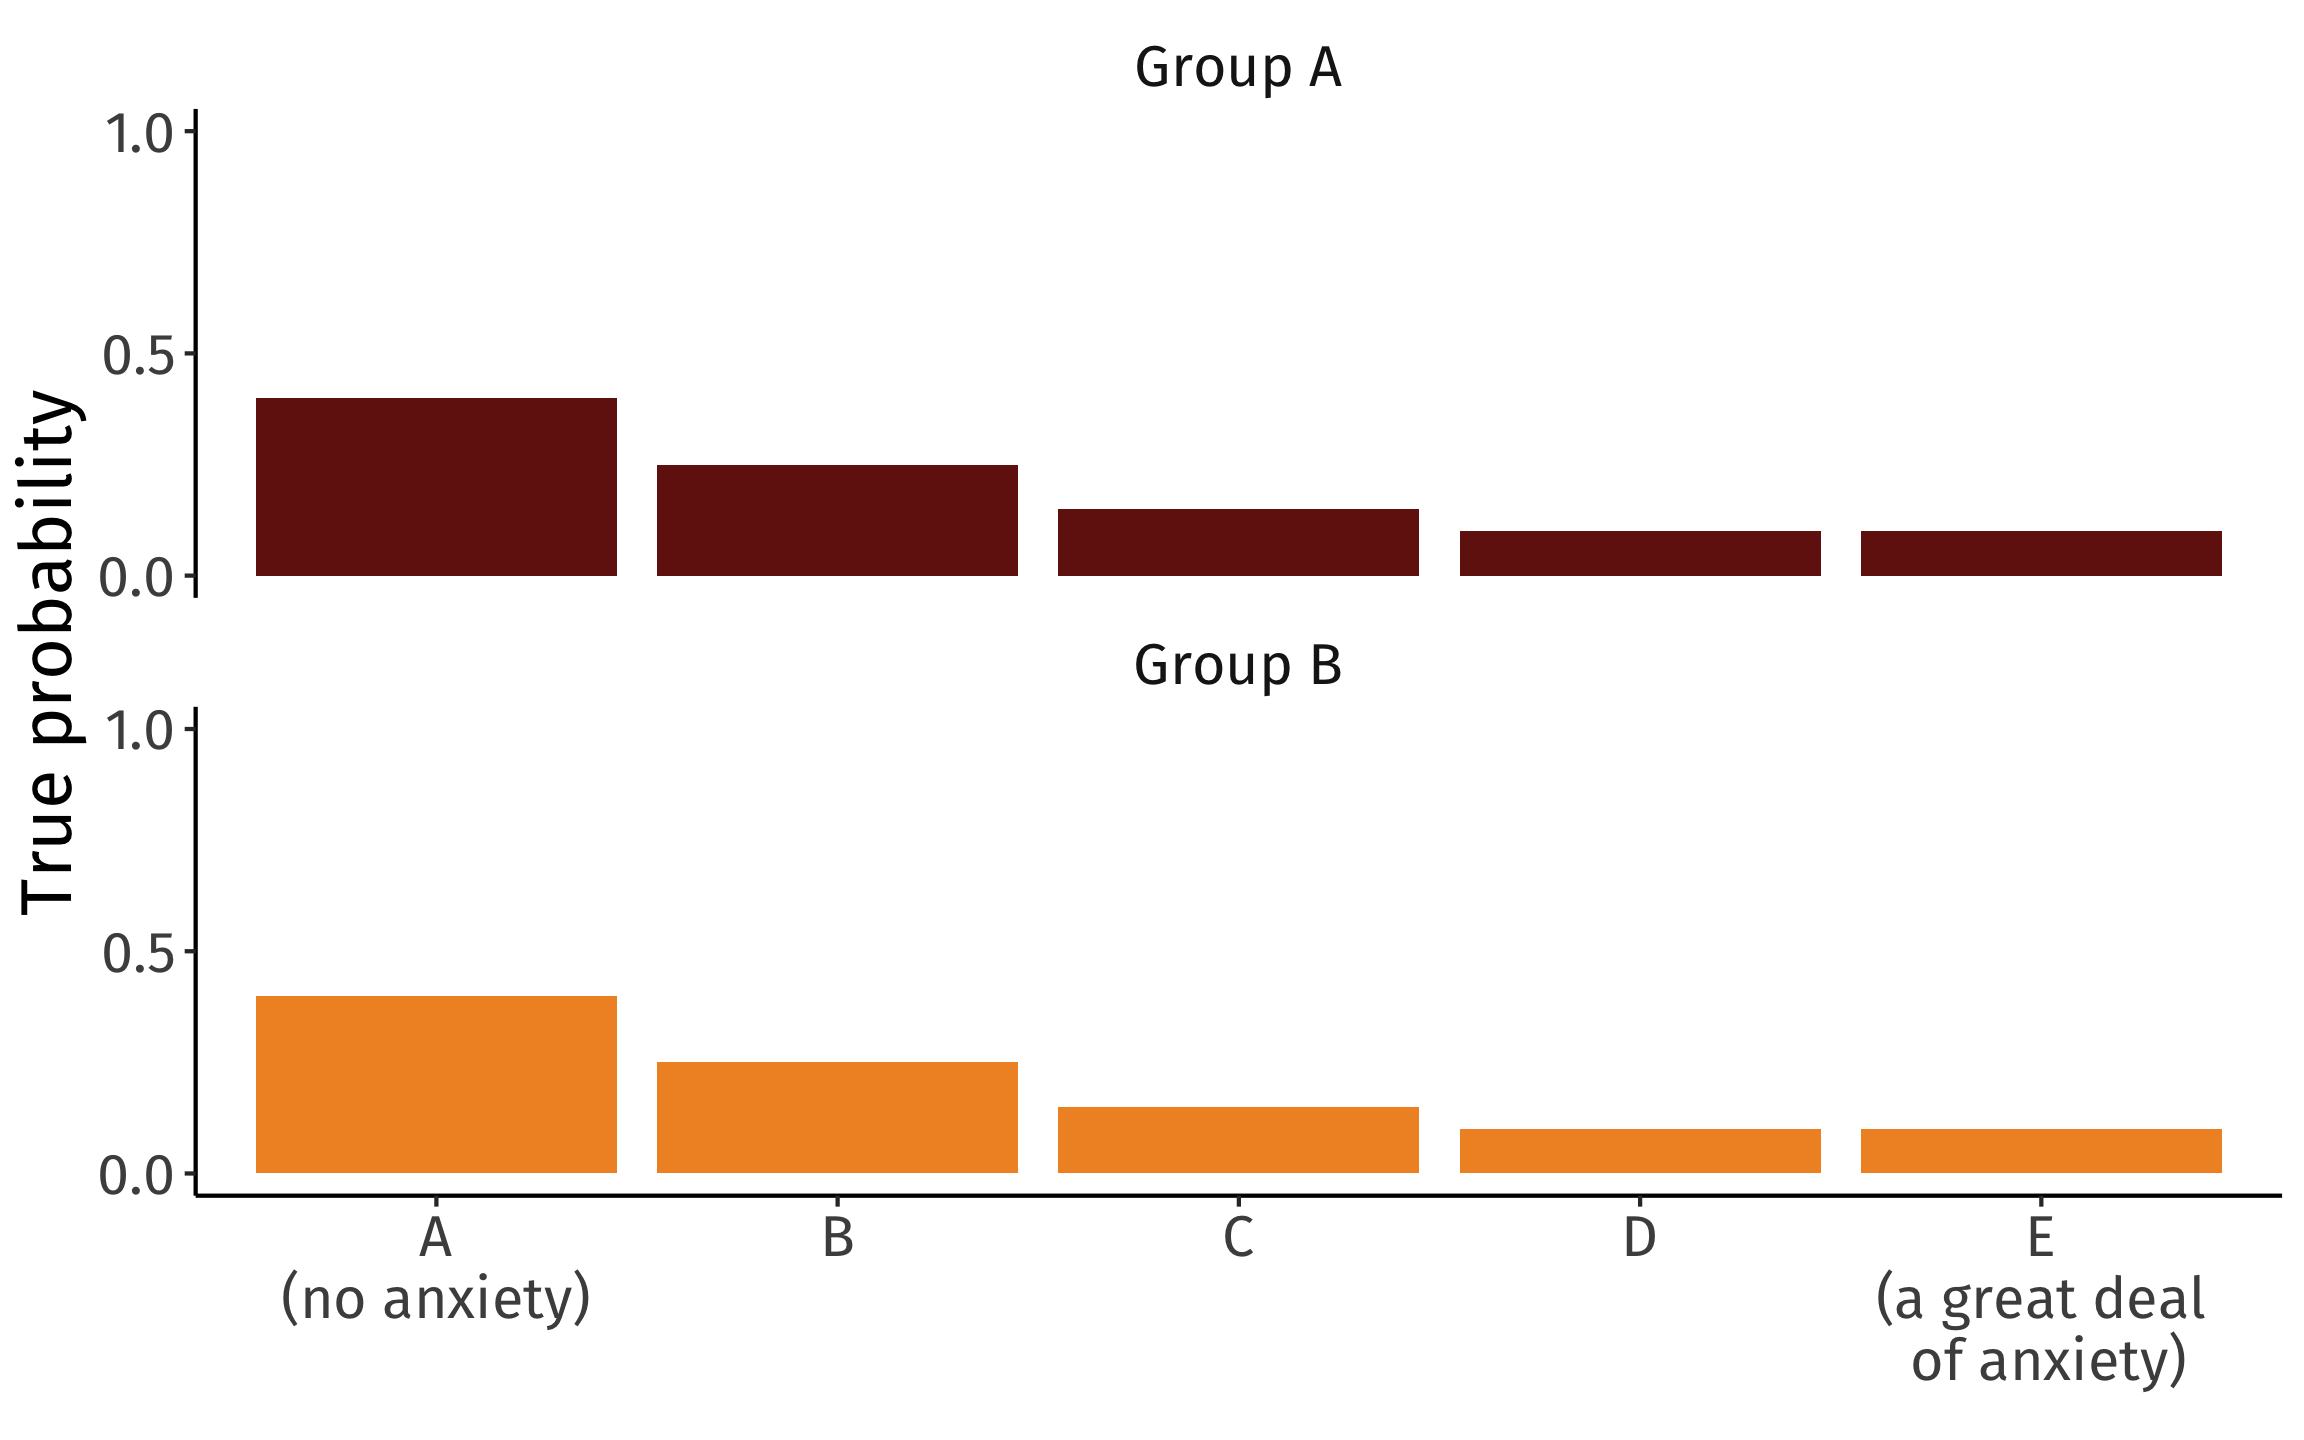 Group A
1.0
0.5
0.0
True probability
Group B
1.0
0.5
0.0
A
(no anxiety)
B
C
D
E
(a great deal
of anxiety)